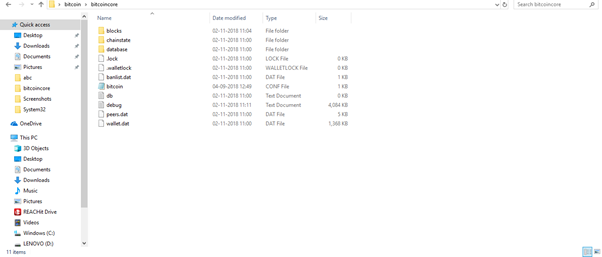 bitcoin › bitcoincore
Search bitcoincore
Name Date modified Type Size
Quick access
Desktop
Downloads
Documents
Pictures
abc
bitcoincore
Screenshots
System32
OneDrive
This PC
3D Objects
Desktop
Documents
Downloads
Music
Pictures
REACHit Drive
Videos
Windows (C:)
LENOVO (D:)
blocks 02-11-2018 11:04 File folder
chainstate 02-11-2018 11:00 File folder
database 02-11-2018 11:00 File folder
.lock 02-11-2018 11:00 LOCK File 0 KB
.walletlock 02-11-2018 11:00 WALLETLOCK File 0 KB
banlist.dat 02-11-2018 11:00 DAT File 1 KB
bitcoin 04-09-2018 12:49 CONF File 1 KB
db 02-11-2018 11:00 Text Document 0 KB
debug 02-11-2018 11:11 Text Document 4,084 KB
peers.dat 02-11-2018 11:00 DAT File 5 KB
wallet.dat 02-11-2018 11:00 DAT File 1,368 KB
11 items